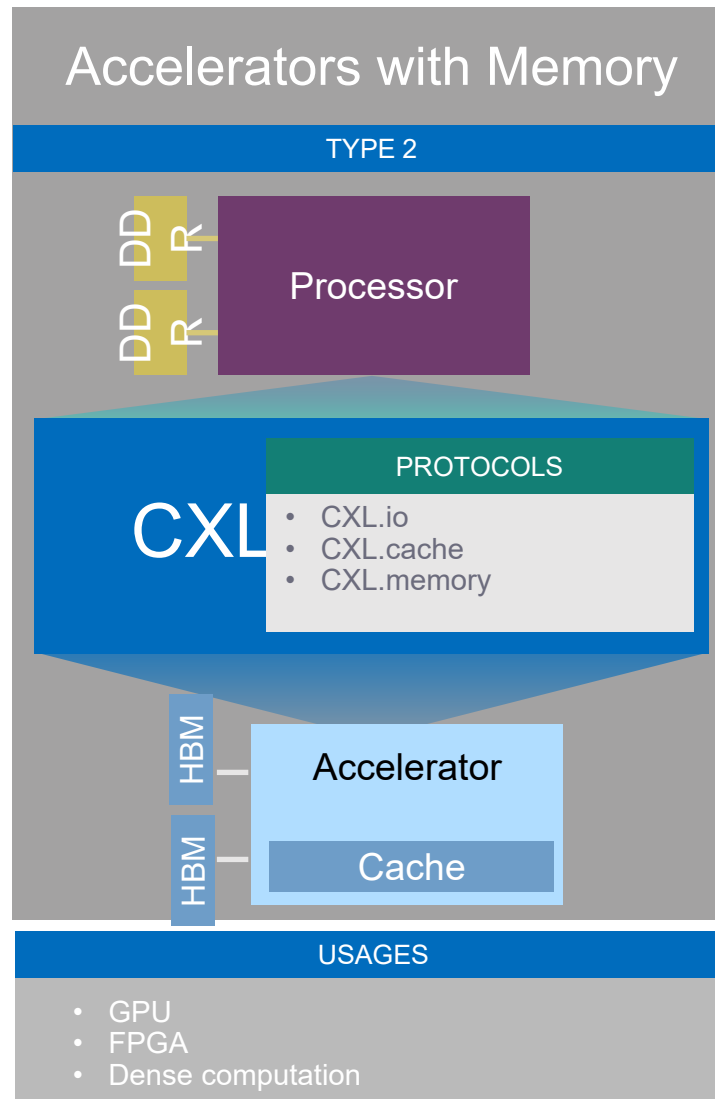 Accelerators with Memory
TYPE 2
DD
R
DD
R
Processor
CXL
PROTOCOLS
• CXL.io
• CXL.cache
• CXL.memory
HBM
HBM
Accelerator
Cache
USAGES
• GPU
• FPGA
• Dense computation